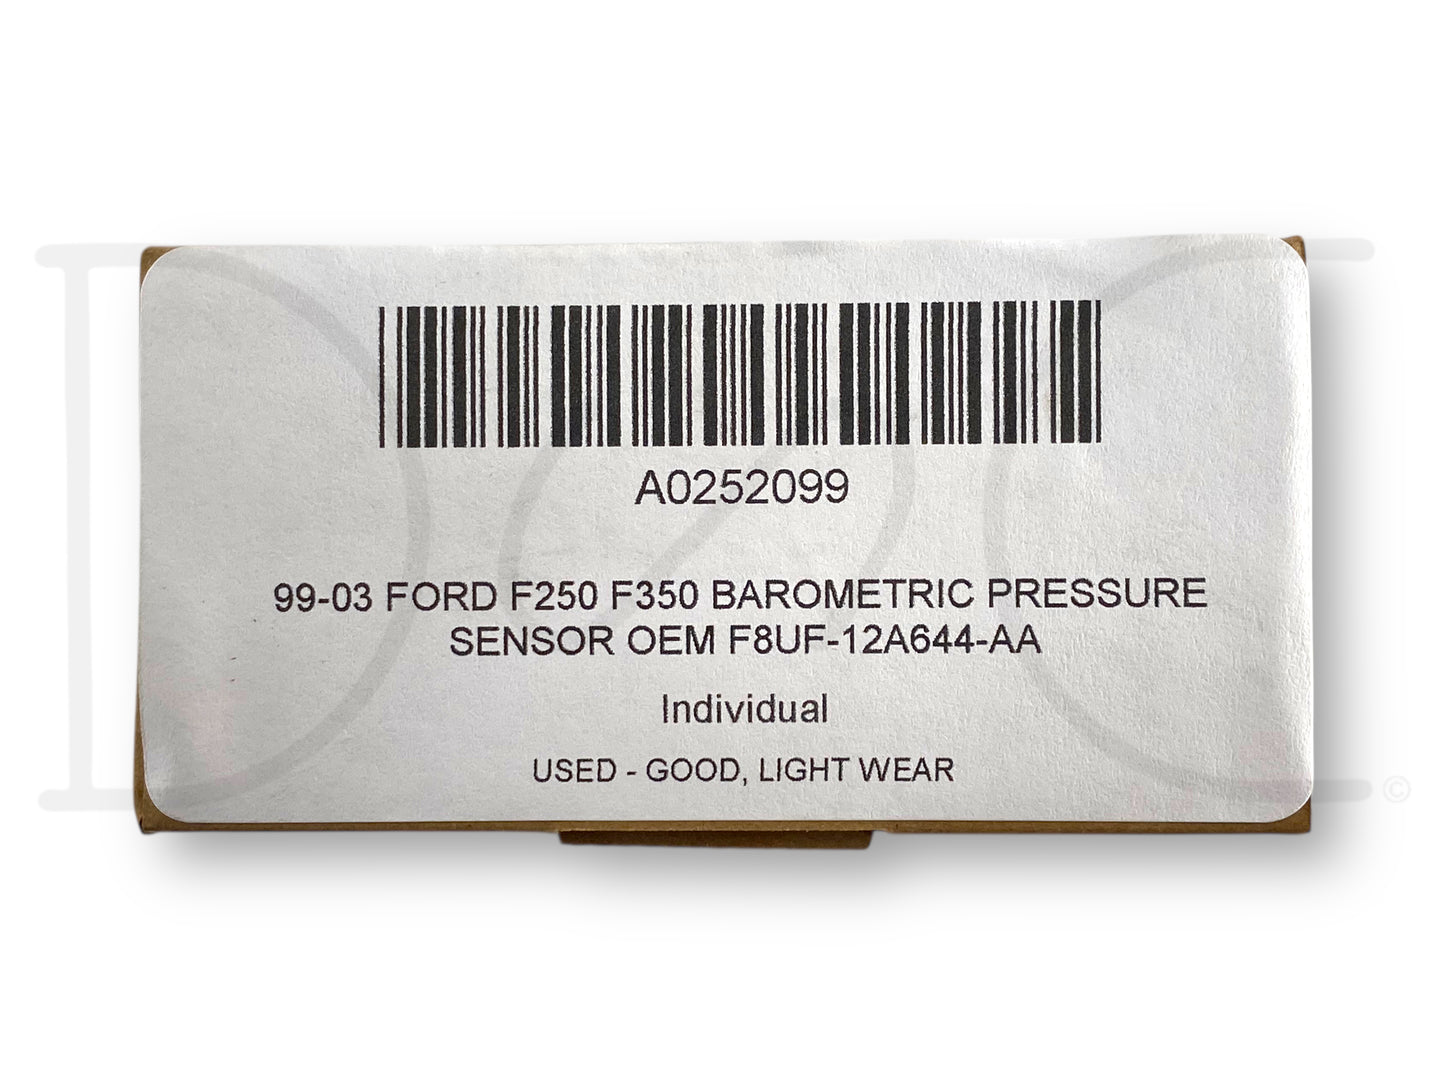 A0252099
99-03 FORD F250 F350 BAROMETRIC PRESSURE
SENSOR OEM F8UF-12A644-AA
Individual
USED - GOOD, LIGHT WEAR
©